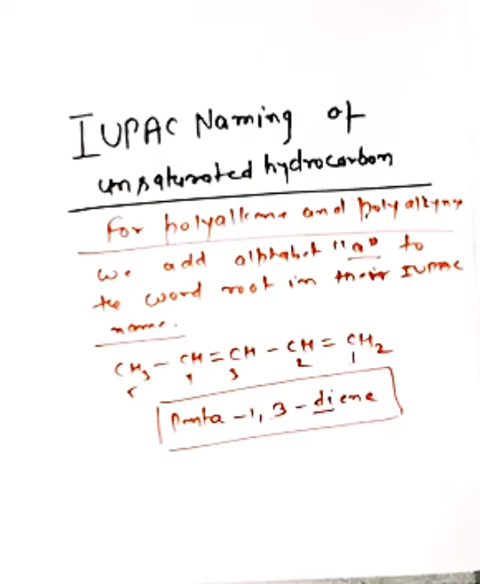 IUPAC Naming of
unsaturated hydrocarbon
For polyalkene and polyalkyne
we add alphabet "a" to
the word root in their IUPAC
name.
CH3 - CH = CH - CH = CH2
5 4 3 2 1
Penta -1, 3 - diene